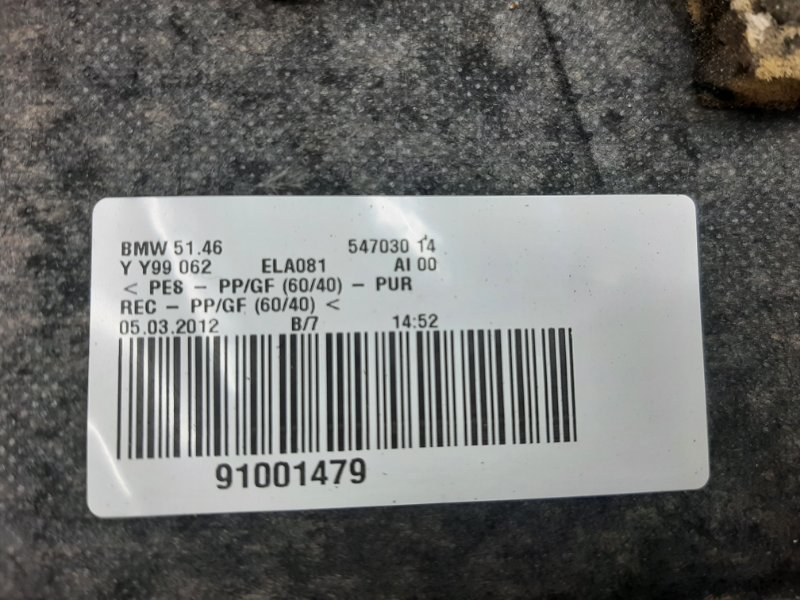 BMW 51.46 547030 14
Y Y99 062 ELA081 AI 00
< PES - PP/GF (60/40) - PUR
REC - PP/GF (60/40) <
05.03.2012 B/7 14:52
91001479